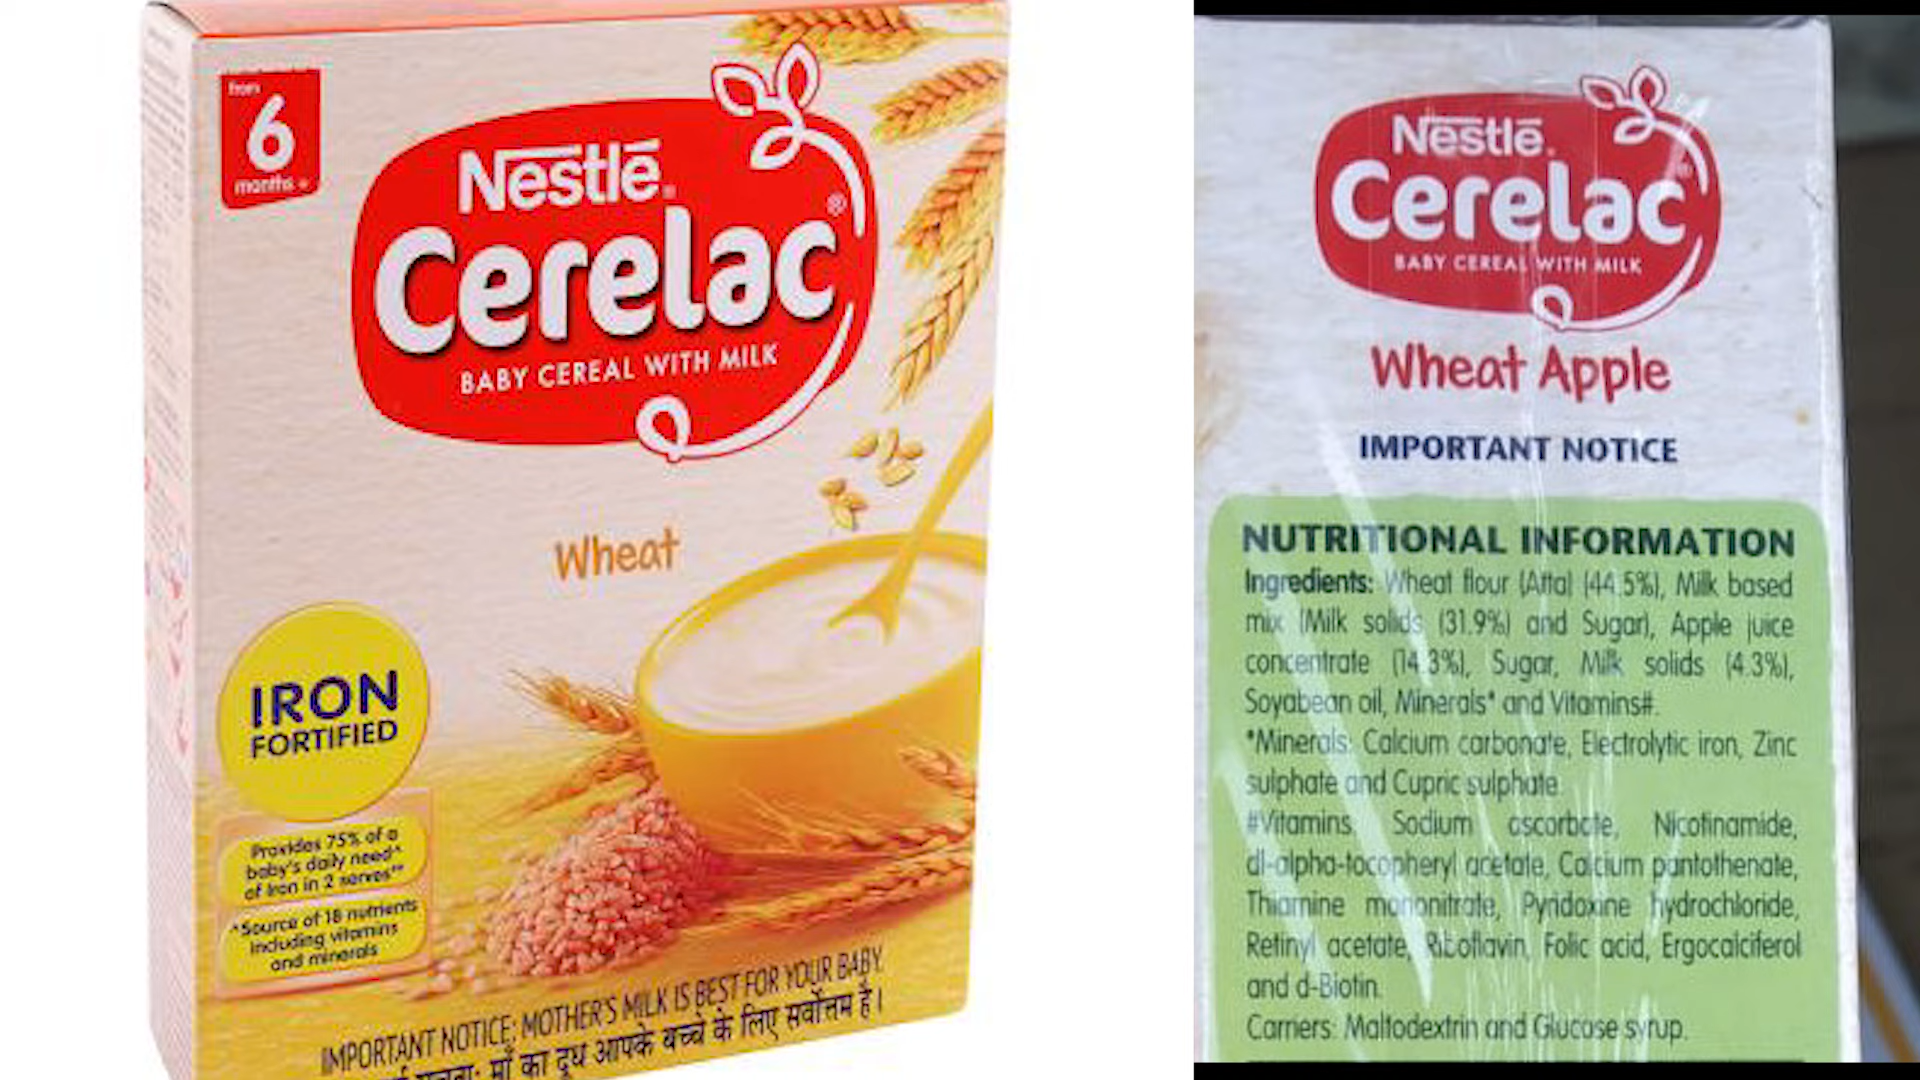 from
6
months +
Nestlé®
Cerelac®
BABY CEREAL WITH MILK
Wheat
IRON
FORTIFIED
Provides 75% of a
baby's daily need^
of Iron in 2 serves**
*Source of 18 nutrients
including vitamins
and minerals
IMPORTANT NOTICE: MOTHER'S MILK IS BEST FOR YOUR BABY.
माँ का दूध आपके बच्चे के लिए सर्वोत्तम है।
Nestlé®
Cerelac®
BABY CEREAL WITH MILK
Wheat Apple
IMPORTANT NOTICE
NUTRITIONAL INFORMATION
Ingredients: Wheat flour (Atta) (44.5%), Milk based
mix (Milk solids (31.9%) and Sugar), Apple juice
concentrate (14.3%), Sugar, Milk solids (4.3%),
Soyabean oil, Minerals* and Vitamins#.
*Minerals: Calcium carbonate, Electrolytic iron, Zinc
sulphate and Cupric sulphate.
#Vitamins: Sodium ascorbate, Nicotinamide,
dl-alpha-tocopheryl acetate, Calcium pantothenate,
Thiamine mononitrate, Pyridoxine hydrochloride,
Retinyl acetate, Riboflavin, Folic acid, Ergocalciferol
and d-Biotin.
Carriers: Maltodextrin and Glucose syrup.